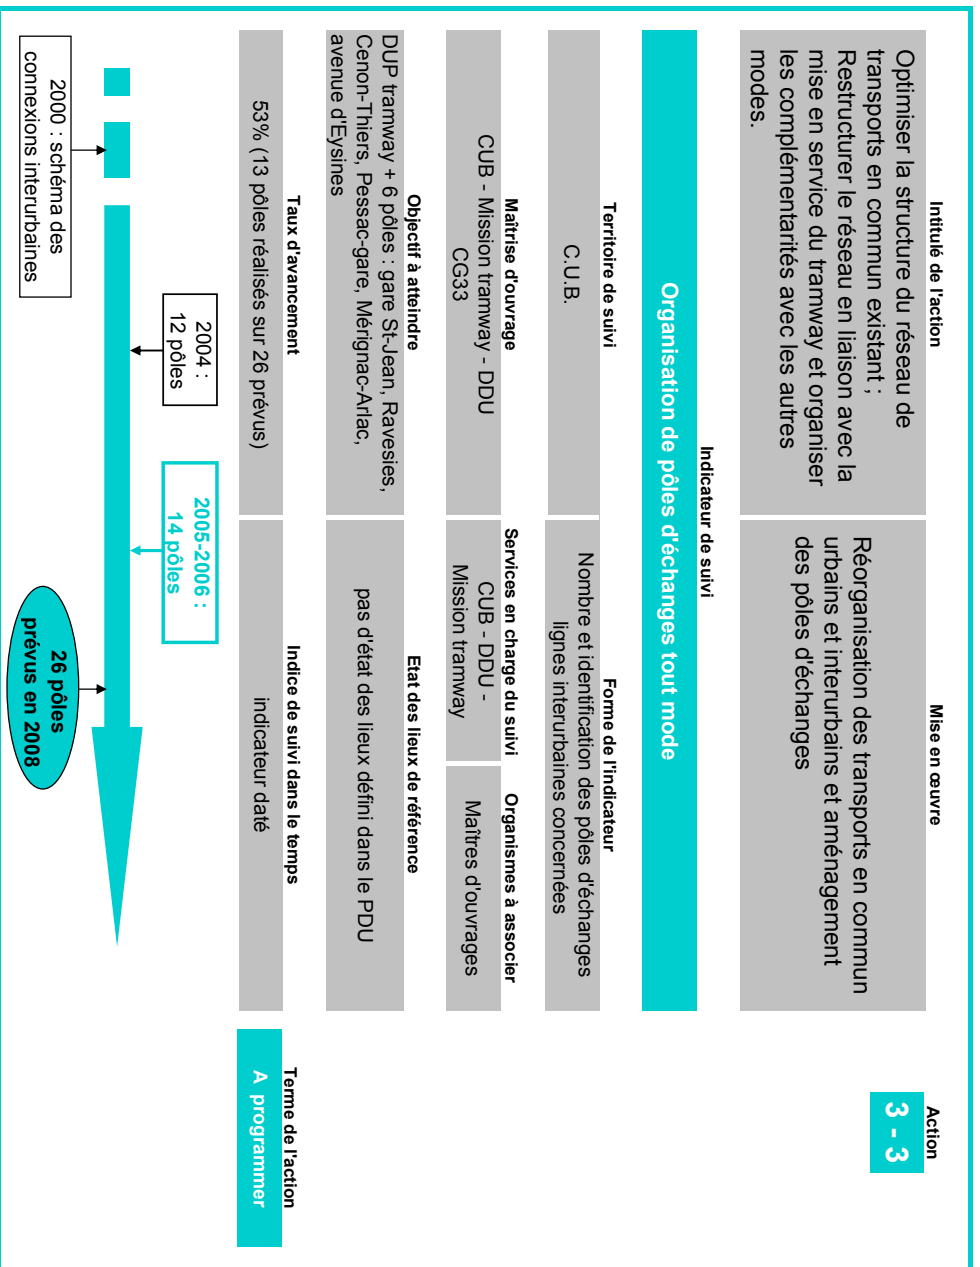 Action
3 - 3
Intitulé de l'action
Optimiser la structure du réseau de
transports en commun existant ;
Restructurer le réseau en liaison avec la
mise en service du tramway et organiser
les complémentarités avec les autres
modes.
Mise en œuvre
Réorganisation des transports en commun
urbains et interurbains et aménagement
des pôles d'échanges
Indicateur de suivi
Organisation de pôles d'échanges tout mode
Territoire de suivi
C.U.B.
Forme de l'indicateur
Nombre et identification des pôles d'échanges
lignes interurbaines concernées
Maîtrise d'ouvrage
CUB - Mission tramway - DDU
CG33
Services en charge du suivi
CUB - DDU -
Mission tramway
Organismes à associer
Maîtres d'ouvrages
Objectif à atteindre
DUP tramway + 6 pôles : gare St-Jean, Ravesies,
Cenon-Thiers, Pessac-gare, Mérignac-Arlac,
avenue d'Eysines
Etat des lieux de référence
pas d'état des lieux défini dans le PDU
Taux d'avancement
53% (13 pôles réalisés sur 26 prévus)
Indice de suivi dans le temps
indicateur daté
Terme de l'action
A programmer
2004 :
12 pôles
2005-2006 :
14 pôles
2000 : schéma des
connexions interurbaines
26 pôles
prévus en 2008